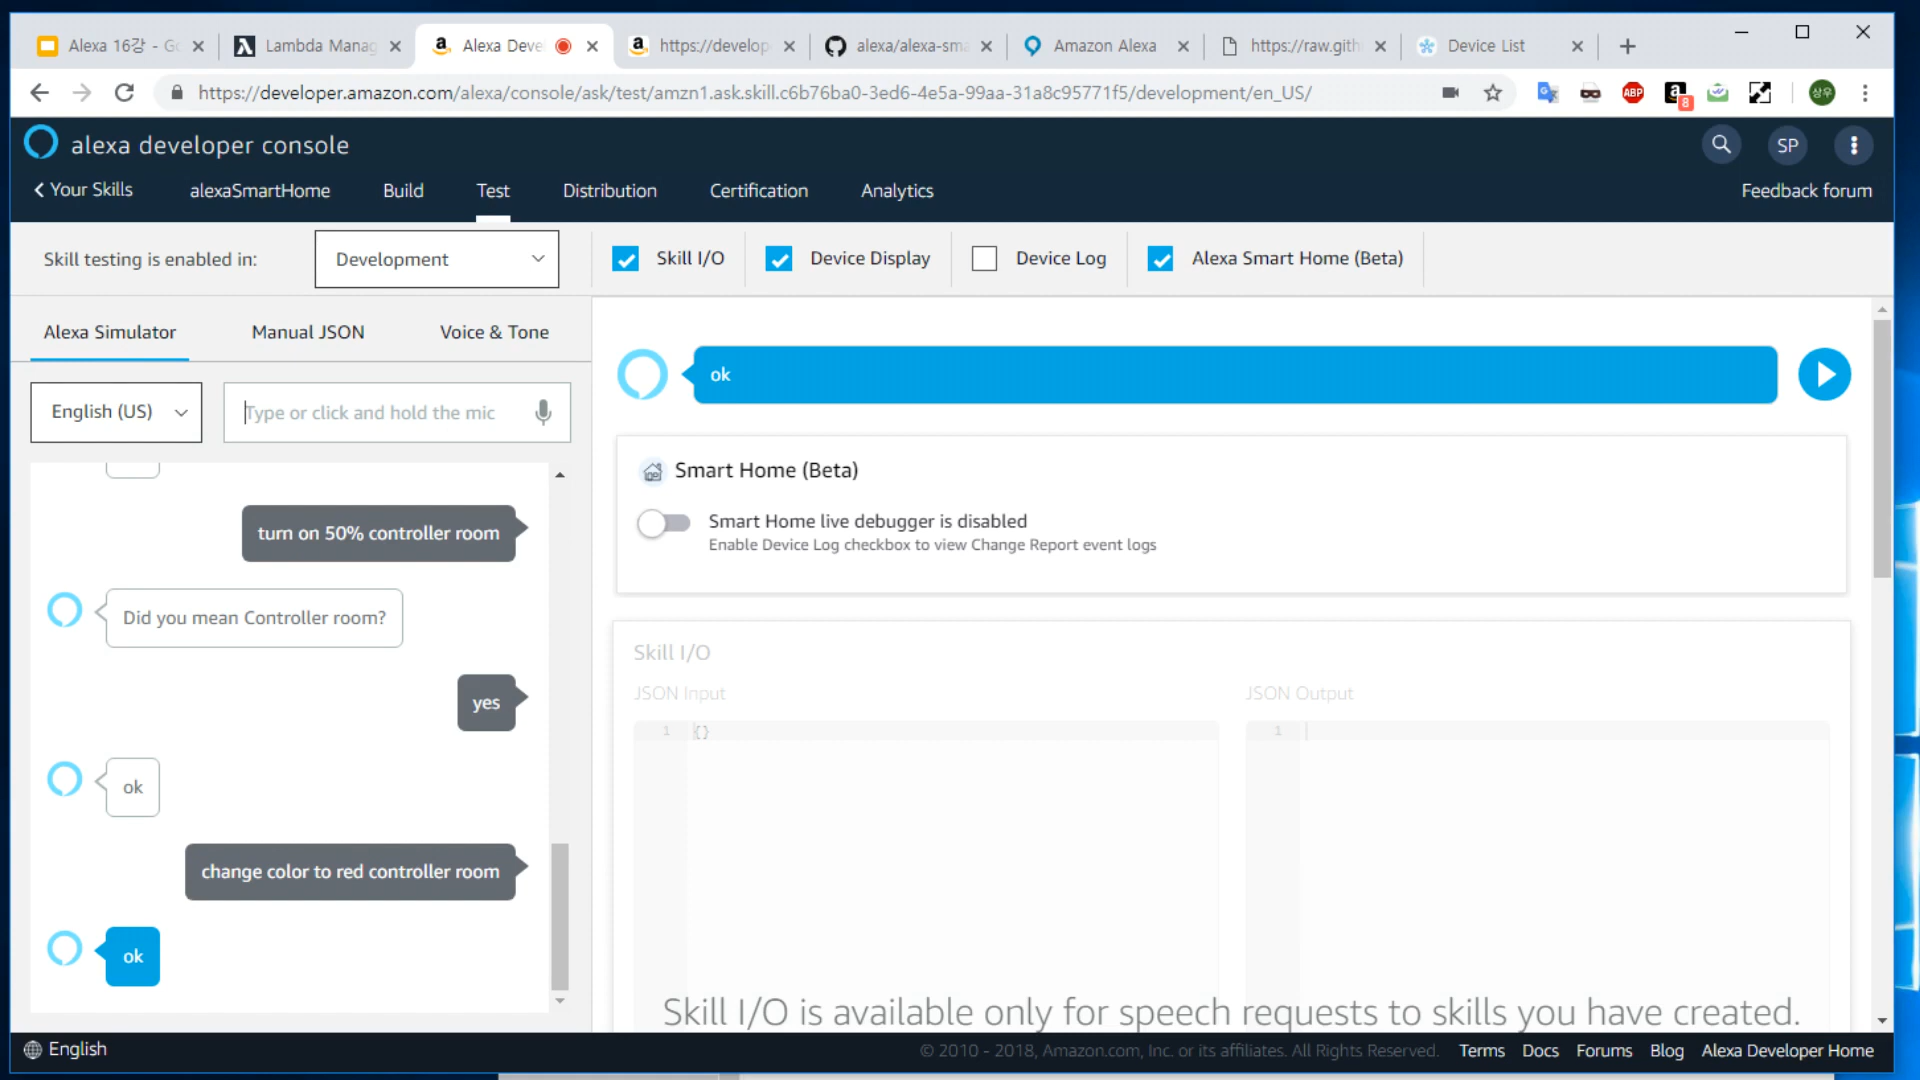 Alexa 16강 - Go
Lambda Manag
Alexa Deve
https://develop
alexa/alexa-sma
Amazon Alexa
https://raw.gith
Device List
https://developer.amazon.com/alexa/console/ask/test/amzn1.ask.skill.c6b76ba0-3ed6-4e5a-99aa-31a8c95771f5/development/en_US/
ABP
8
상우
alexa developer console
SP
Your Skills
alexaSmartHome
Build
Test
Distribution
Certification
Analytics
Feedback forum
Skill testing is enabled in:
Development
Skill I/O
Device Display
Device Log
Alexa Smart Home (Beta)
Alexa Simulator
Manual JSON
Voice & Tone
English (US)
Type or click and hold the mic
turn on 50% controller room
Did you mean Controller room?
yes
ok
change color to red controller room
ok
ok
Smart Home (Beta)
Smart Home live debugger is disabled
Enable Device Log checkbox to view Change Report event logs
Skill I/O
JSON Input
JSON Output
1 {}
1
Skill I/O is available only for speech requests to skills you have created.
English
© 2010 - 2018, Amazon.com, Inc. or its affiliates. All Rights Reserved.
Terms
Docs
Forums
Blog
Alexa Developer Home